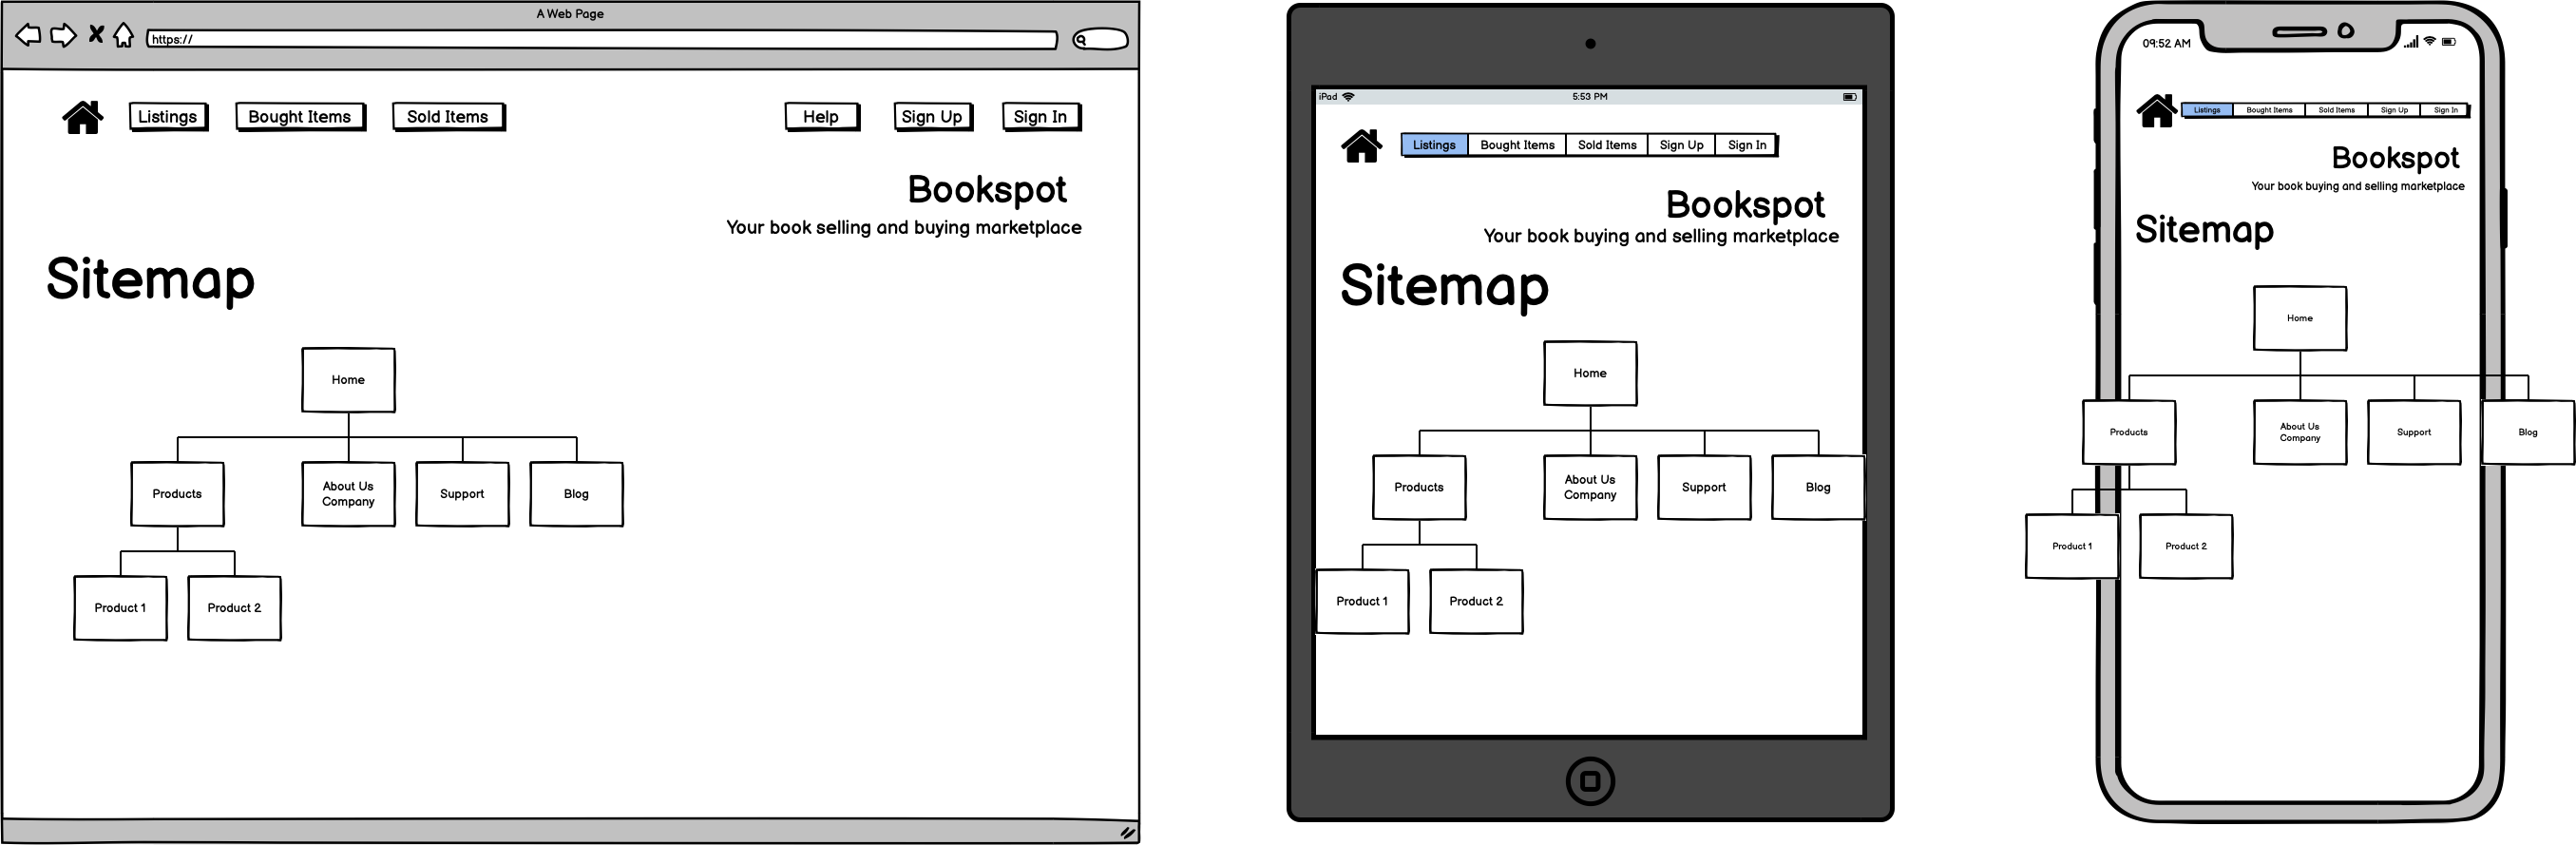 A Web Page
https://
Listings Bought Items Sold Items Help Sign Up Sign In
Bookspot
Your book selling and buying marketplace
Sitemap
Home
Products About Us Company Support Blog
Product 1 Product 2
iPad 5:53 PM
Listings Bought Items Sold Items Sign Up Sign In
Bookspot
Your book buying and selling marketplace
Sitemap
Home
Products About Us Company Support Blog
Product 1 Product 2
09:52 AM
Listings Bought Items Sold Items Sign Up Sign In
Bookspot
Your book buying and selling marketplace
Sitemap
Home
Products About Us Company Support Blog
Product 1 Product 2